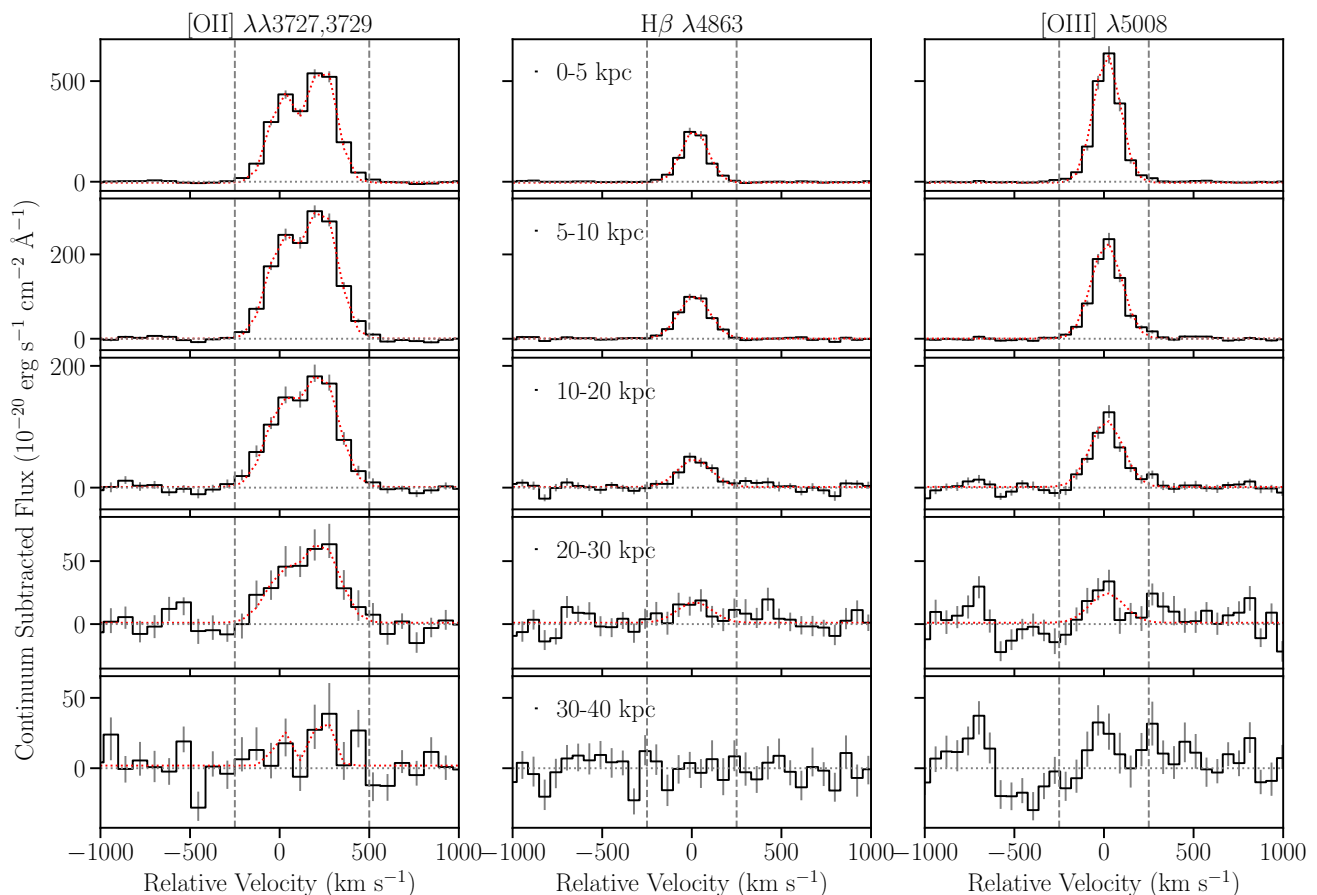 [OII] λλ3727,3729
Hβ λ4863
[OIII] λ5008
Continuum Subtracted Flux (10⁻²⁰ erg s⁻¹ cm⁻² Å⁻¹)
500
0
- 0-5 kpc
200
0
- 5-10 kpc
200
0
- 10-20 kpc
50
0
- 20-30 kpc
50
0
- 30-40 kpc
−1000 −500 0 500 1000
−1000 −500 0 500 1000
−1000 −500 0 500 1000
Relative Velocity (km s⁻¹)
Relative Velocity (km s⁻¹)
Relative Velocity (km s⁻¹)